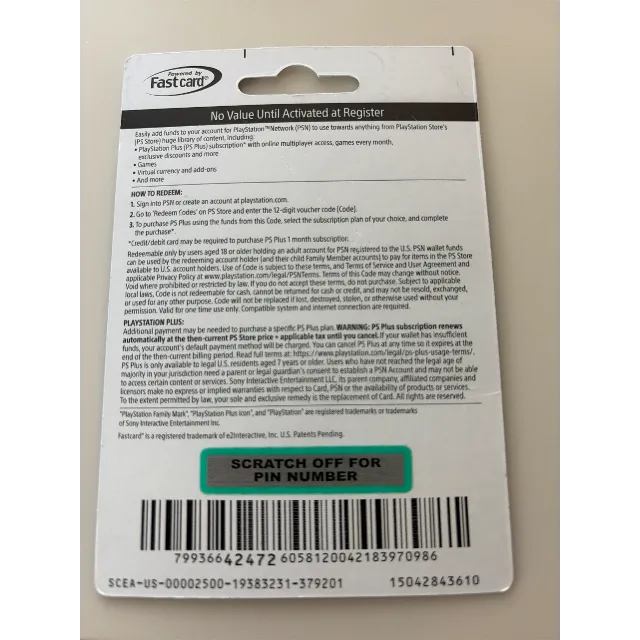 Powered by
Fastcard®
No Value Until Activated at Register
Easily add funds to your account for PlayStation™Network (PSN) to use towards anything from PlayStation Store's
(PS Store) huge library of content, including:
• PlayStation Plus (PS Plus) subscription* with online multiplayer access, games every month,
exclusive discounts and more
• Games
• Virtual currency and add-ons
• And more
HOW TO REDEEM:
1. Sign into PSN or create an account at playstation.com.
2. Go to 'Redeem Codes' on PS Store and enter the 12-digit voucher code (Code).
3. To purchase PS Plus using the funds from this Code, select the subscription plan of your choice, and complete
the purchase*.
*Credit/debit card may be required to purchase PS Plus 1 month subscription.
Redeemable only by users aged 18 or older holding an adult account for PSN registered to the U.S. PSN wallet funds
can be used by the redeeming account holder (and their child Family Member accounts) to pay for items in the PS Store
available to U.S. account holders. Use of Code is subject to these terms, and Terms of Service and User Agreement and
applicable Privacy Policy at www.playstation.com/legal/PSNTerms. Terms of this Code may change without notice.
Void where prohibited or restricted by law. If you do not accept these terms, do not purchase. Subject to applicable
local laws, Code is not redeemable for cash, cannot be returned for cash or credit, and may not be resold, exchanged,
or used for any other purpose. Code will not be replaced if lost, destroyed, stolen, or otherwise used without your
permission. Valid for one time use only. Compatible system and internet connection are required.
PLAYSTATION PLUS:
Additional payment may be needed to purchase a specific PS Plus plan. WARNING: PS Plus subscription renews
automatically at the then-current PS Store price + applicable tax until you cancel. If your wallet has insufficient
funds, your account's default payment method will be charged. You can cancel PS Plus at any time so it expires at the
end of the then-current billing period. Read full terms at: https://www.playstation.com/legal/ps-plus-usage-terms/.
PS Plus is only available to legal U.S. residents aged 7 years or older. Users who have not reached the legal age of
majority in your jurisdiction need a parent or legal guardian's consent to establish a PSN Account and may not be able
to access certain content or services. Sony Interactive Entertainment LLC, its parent company, affiliated companies and
licensors make no express or implied warranties with respect to Card, PSN or the availability of products or services.
To the extent permitted by law, your sole and exclusive remedy is the replacement of Card. All rights are reserved.
"PlayStation Family Mark", "PlayStation Plus icon", and "PlayStation" are registered trademarks or trademarks
of Sony Interactive Entertainment Inc.
Fastcard® is a registered trademark of e2interactive, Inc. U.S. Patents Pending.
SCRATCH OFF FOR
PIN NUMBER
79936642472 6058120042183970986
SCEA-US-00002500-19383231-379201 15042843610